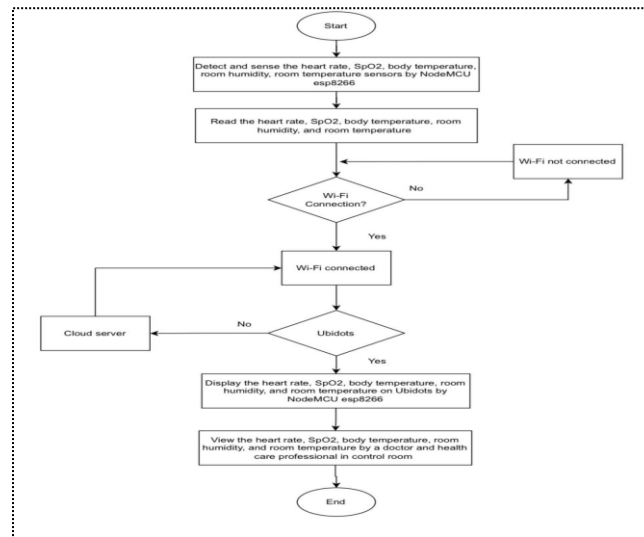 Start
Detect and sense the heart rate, SpO2, body temperature,
room humidity, room temperature sensors by NodeMCU
esp8266
Read the heart rate, SpO2, body temperature, room
humidity, and room temperature
Wi-Fi not connected
Wi-Fi
Connection?
No
Yes
Wi-Fi connected
Cloud server
No
Ubidots
Yes
Display the heart rate, SpO2, body temperature, room
humidity, and room temperature on Ubidots by
NodeMCU esp8266
View the heart rate, SpO2, body temperature, room
humidity, and room temperature by a doctor and health
care professional in control room
End